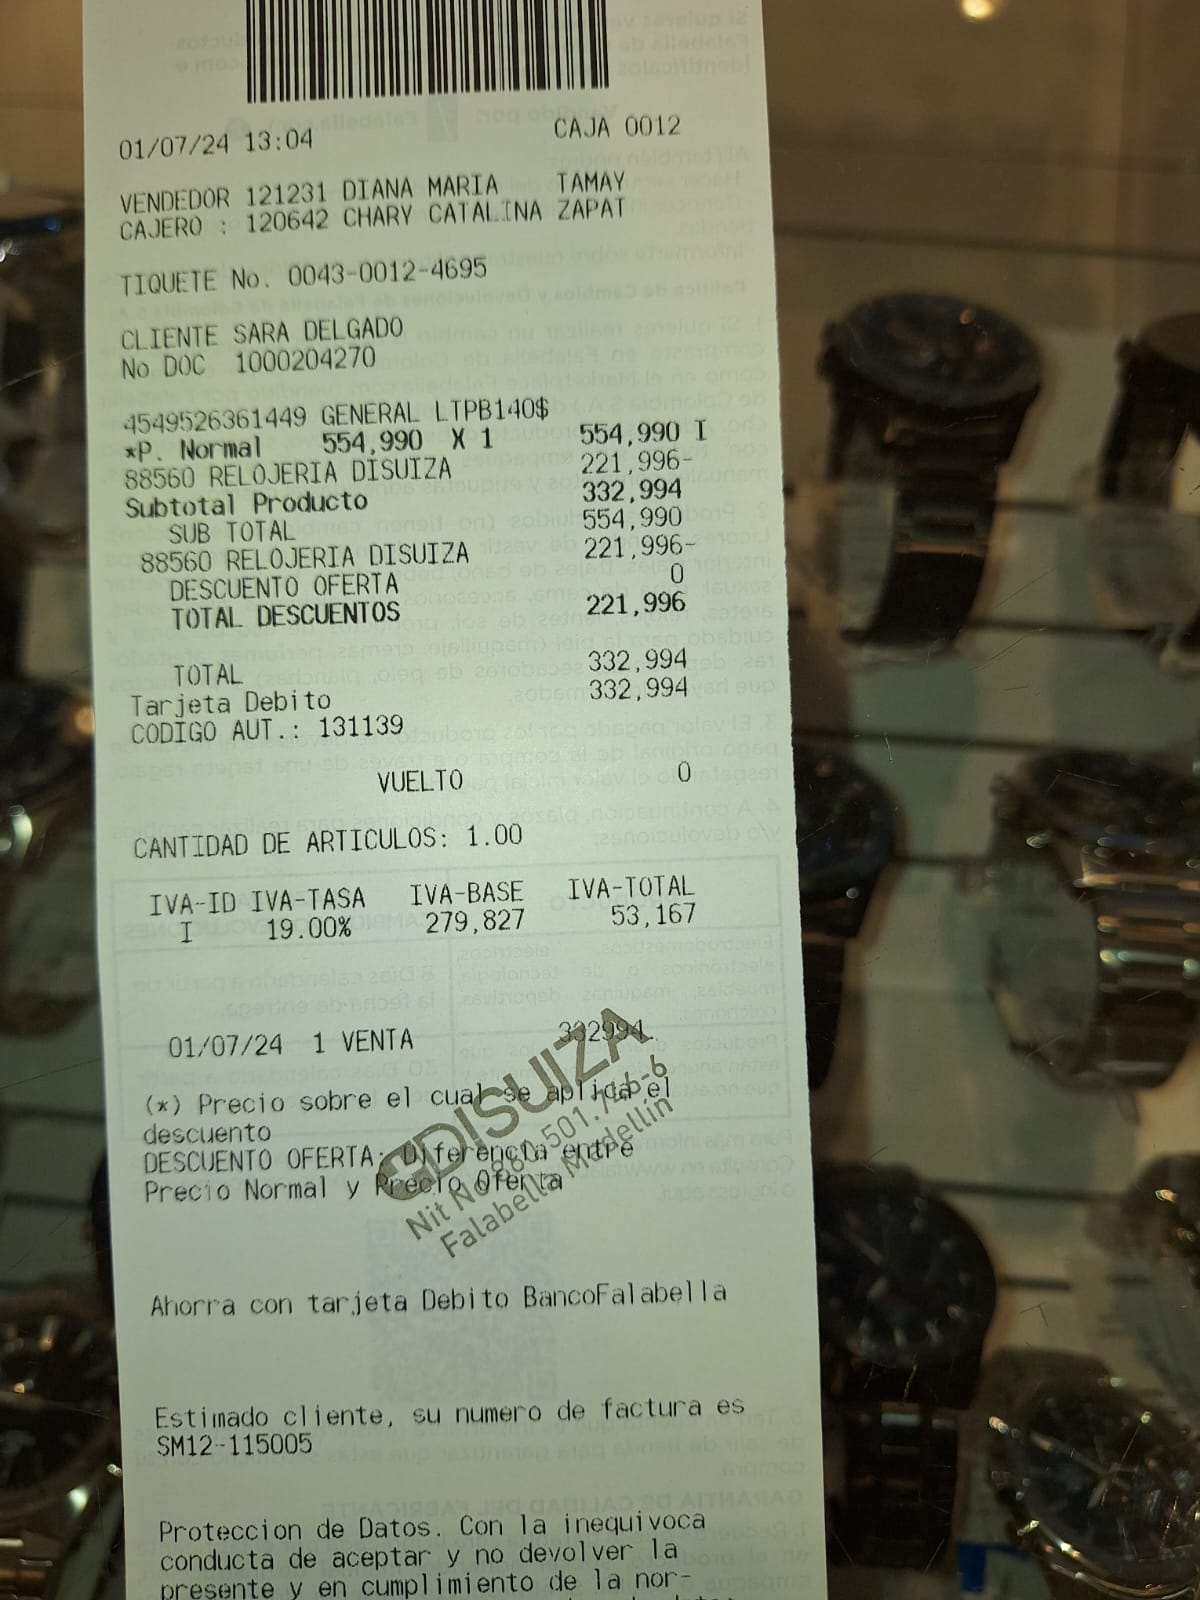 01/07/24 13:04 CAJA 0012
VENDEDOR 121231 DIANA MARIA TAMAY
CAJERO : 120642 CHARY CATALINA ZAPAT
TIQUETE No. 0043-0012-4695
CLIENTE SARA DELGADO
No DOC 1000204270
4549526361449 GENERAL LTPB140$
*P. Normal 554,990 X 1 554,990 I
88560 RELOJERIA DISUIZA 221,996-
Subtotal Producto 332,994
SUB TOTAL 554,990
88560 RELOJERIA DISUIZA 221,996-
DESCUENTO OFERTA 0
TOTAL DESCUENTOS 221,996
TOTAL 332,994
Tarjeta Debito 332,994
CODIGO AUT.: 131139
VUELTO 0
CANTIDAD DE ARTICULOS: 1.00
IVA-ID IVA-TASA IVA-BASE IVA-TOTAL
I 19.00% 279,827 53,167
01/07/24 1 VENTA 332994
(*) Precio sobre el cual se aplica el
descuento
DESCUENTO OFERTA: Diferencia entre
Precio Normal y Precio Oferta
DISUIZA
Nit No
Falabella Medellín
Ahorra con tarjeta Debito BancoFalabella
Estimado cliente, su numero de factura es
SM12-115005
Proteccion de Datos. Con la inequivoca
conducta de aceptar y no devolver la
presente y en cumplimiento de la nor-